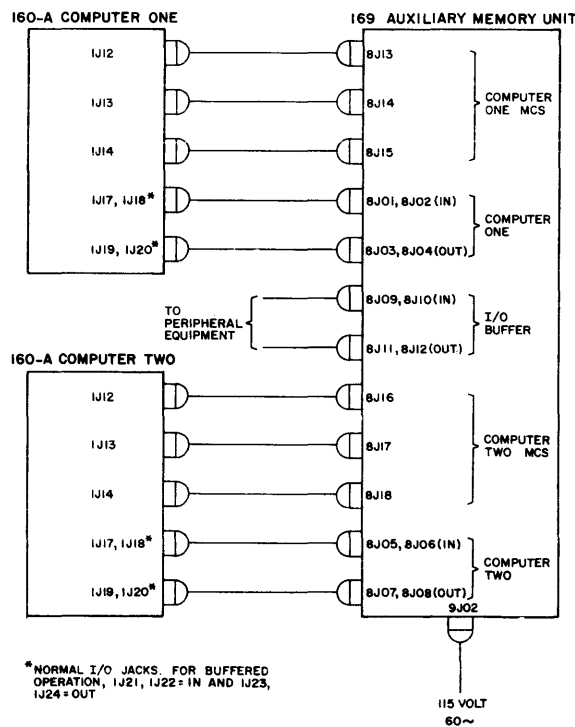 160-A COMPUTER ONE
1J12
1J13
1J14
1J17, 1J18*
1J19, 1J20*
169 AUXILIARY MEMORY UNIT
8J13
8J14
8J15
COMPUTER
ONE MCS
8J01, 8J02 (IN)
8J03, 8J04 (OUT)
COMPUTER
ONE
TO
PERIPHERAL
EQUIPMENT
8J09, 8J10 (IN)
8J11, 8J12 (OUT)
I/O
BUFFER
160-A COMPUTER TWO
1J12
1J13
1J14
1J17, 1J18*
1J19, 1J20*
8J16
8J17
8J18
COMPUTER
TWO MCS
8J05, 8J06 (IN)
8J07, 8J08 (OUT)
COMPUTER
TWO
9J02
115 VOLT
60~
*NORMAL I/O JACKS. FOR BUFFERED
OPERATION, 1J21, 1J22 = IN AND 1J23,
1J24 = OUT